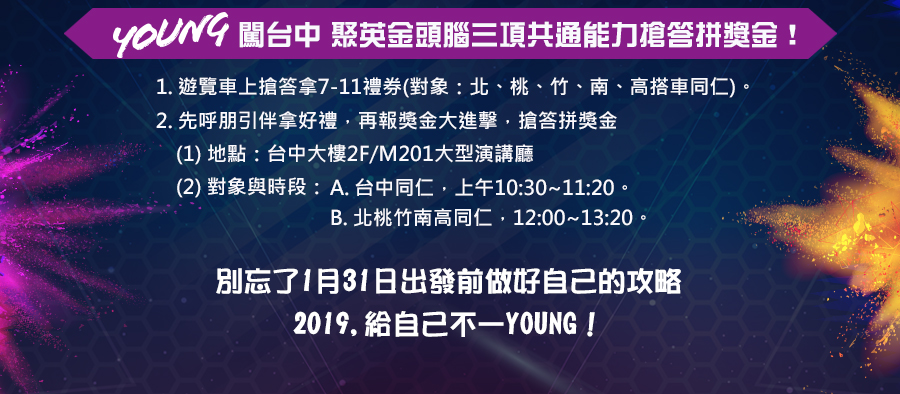 YOUNG 闖台中 聚英金頭腦三項共通能力搶答拼獎金！
1. 遊覽車上搶答拿7-11禮券(對象：北、桃、竹、南、高搭車同仁)。
2. 先呼朋引伴拿好禮，再報獎金大進擊，搶答拼獎金
(1) 地點：台中大樓2F/M201大型演講廳
(2) 對象與時段： A. 台中同仁，上午10:30~11:20。
B. 北桃竹南高同仁，12:00~13:20。
別忘了1月31日出發前做好自己的攻略
2019, 給自己不一YOUNG！